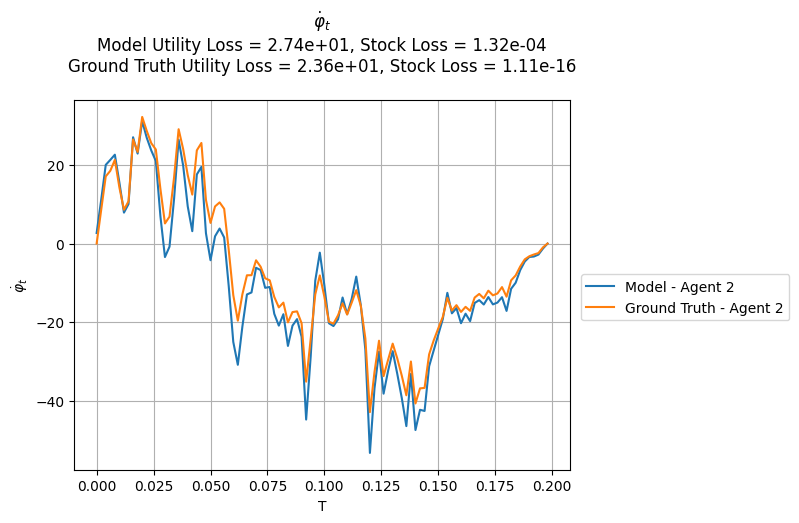 φ̇ₜ
Model Utility Loss = 2.74e+01, Stock Loss = 1.32e-04
Ground Truth Utility Loss = 2.36e+01, Stock Loss = 1.11e-16
20
0
−20
−40
φ̇ₜ
0.000 0.025 0.050 0.075 0.100 0.125 0.150 0.175 0.200
T
Model - Agent 2
Ground Truth - Agent 2